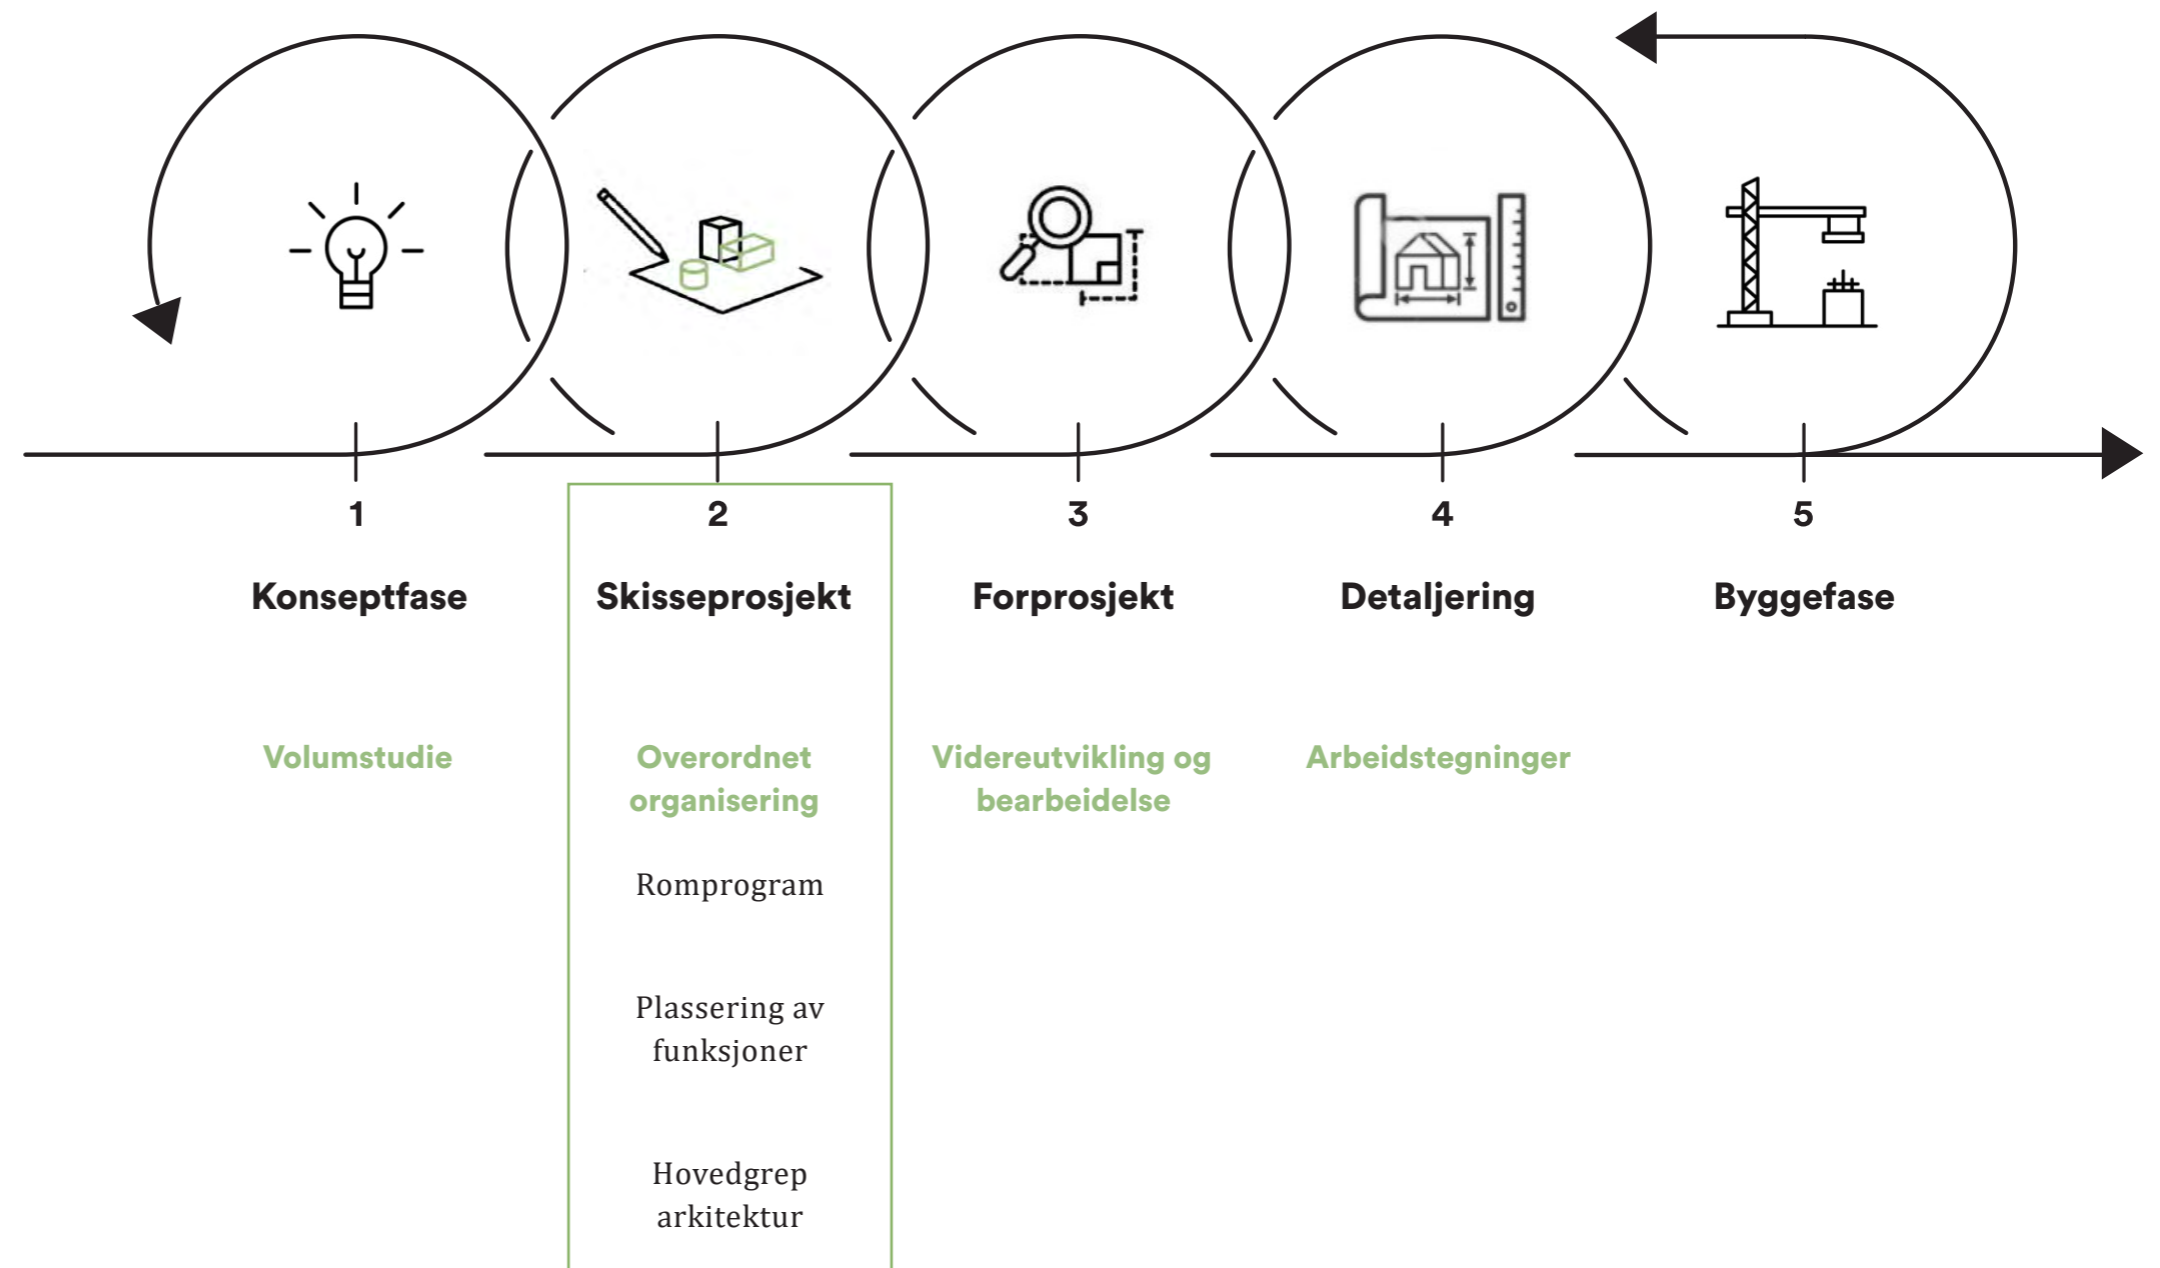 1
2
3
4
5
Konseptfase
Skisseprosjekt
Forprosjekt
Detaljering
Byggefase
Volumstudie
Overordnet
organisering
Videreutvikling og
bearbeidelse
Arbeidstegninger
Romprogram
Plassering av
funksjoner
Hovedgrep
arkitektur